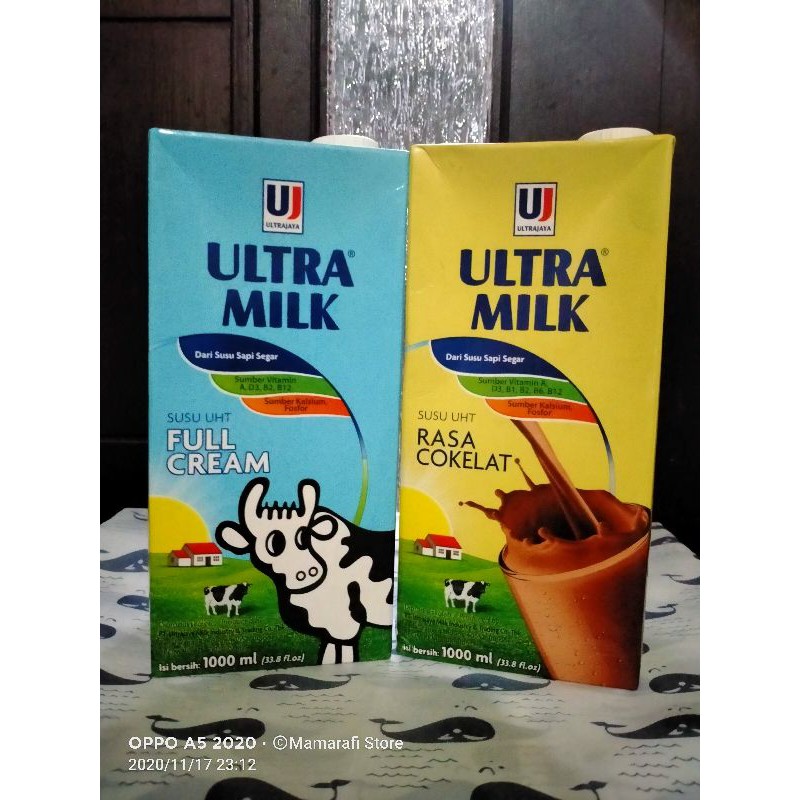 UJ
ULTRAJAYA
ULTRA®
MILK
Dari Susu Sapi Segar
Sumber Vitamin
A, D3, B2, B12
Sumber Kalsium,
Fosfor
SUSU UHT
FULL
CREAM
Isi bersih: 1000 ml (33.8 fl.oz)
UJ
ULTRAJAYA
ULTRA®
MILK
Dari Susu Sapi Segar
Sumber Vitamin A,
D3, B1, B2, B6, B12
Sumber Kalsium,
Fosfor
SUSU UHT
RASA
COKELAT
Isi bersih: 1000 ml (33.8 fl.oz)
OPPO A5 2020 · ©Mamarafi Store
2020/11/17 23:12